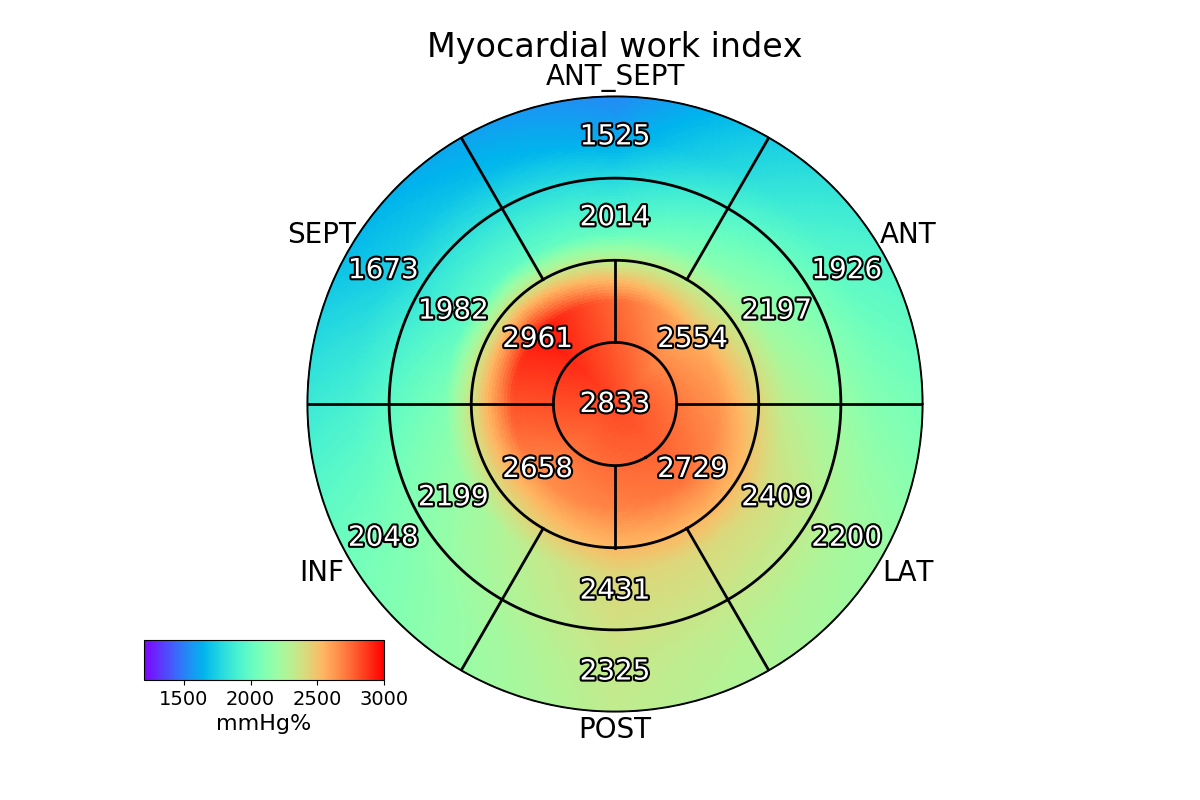 Myocardial work index
ANT_SEPT
1525
2014
SEPT
ANT
1673
1926
1982
2197
2961
2554
2833
2658
2729
2199
2409
2048
2200
INF
LAT
2431
2325
1500 2000 2500 3000
mmHg%
POST